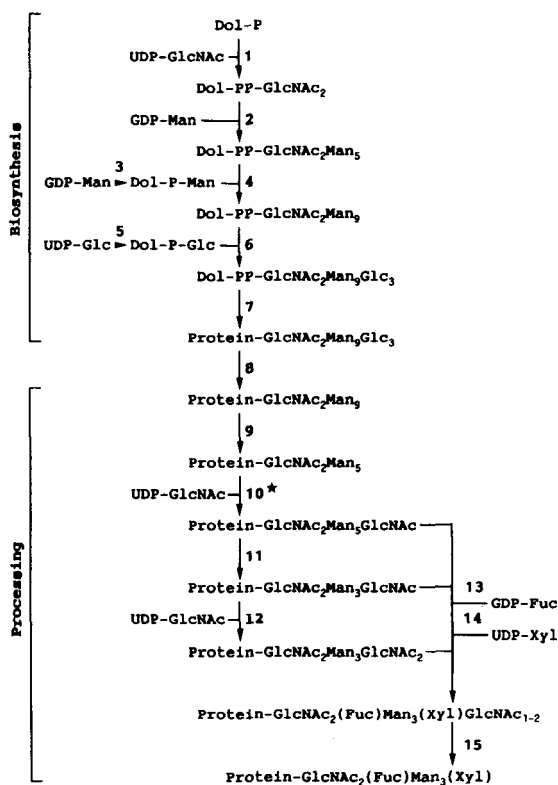 Dol-P
UDP-GlcNAc 1
Dol-PP-GlcNAc₂
GDP-Man 2
Dol-PP-GlcNAc₂Man₅
3
GDP-Man Dol-P-Man 4
Dol-PP-GlcNAc₂Man₉
5
UDP-Glc Dol-P-Glc 6
Dol-PP-GlcNAc₂Man₉Glc₃
7
Protein-GlcNAc₂Man₉Glc₃
8
Biosynthesis
Protein-GlcNAc₂Man₉
9
Protein-GlcNAc₂Man₅
UDP-GlcNAc 10★
Protein-GlcNAc₂Man₅GlcNAc
11
Protein-GlcNAc₂Man₃GlcNAc
13
GDP-Fuc
UDP-GlcNAc 12
14
UDP-Xyl
Protein-GlcNAc₂Man₃GlcNAc₂
Protein-GlcNAc₂(Fuc)Man₃(Xyl)GlcNAc₁₋₂
15
Protein-GlcNAc₂(Fuc)Man₃(Xyl)
Processing